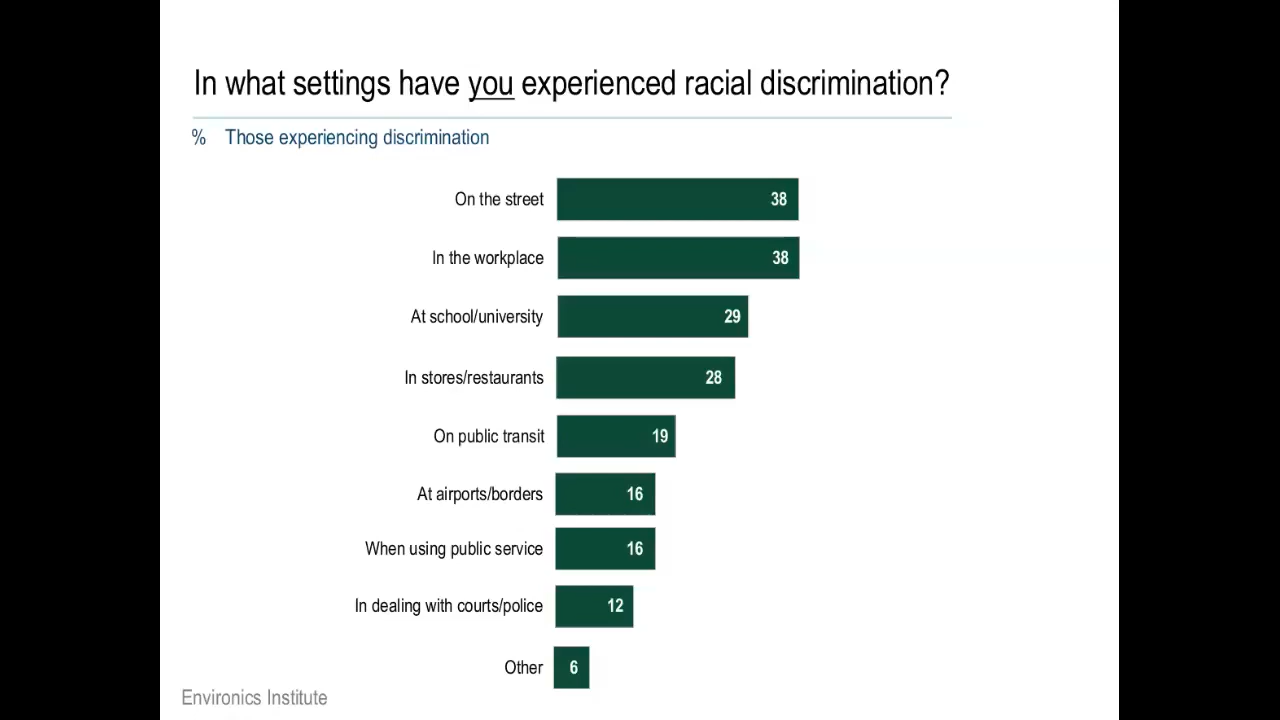 In what settings have you experienced racial discrimination?
% Those experiencing discrimination
On the street 38
In the workplace 38
At school/university 29
In stores/restaurants 28
On public transit 19
At airports/borders 16
When using public service 16
In dealing with courts/police 12
Other 6
Environics Institute